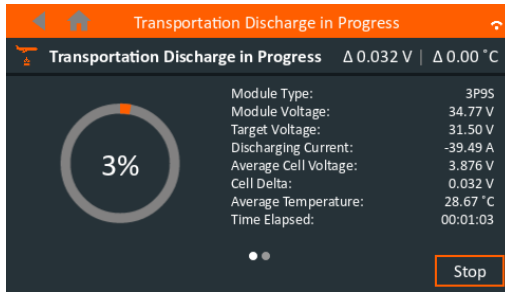 Transportation Discharge in Progress
Transportation Discharge in Progress Δ 0.032 V | Δ 0.00 ˚C
Module Type: 3P9S
Module Voltage: 34.77 V
Target Voltage: 31.50 V
Discharging Current: -39.49 A
Average Cell Voltage: 3.876 V
Cell Delta: 0.032 V
Average Temperature: 28.67 ˚C
Time Elapsed: 00:01:03
3%
Stop